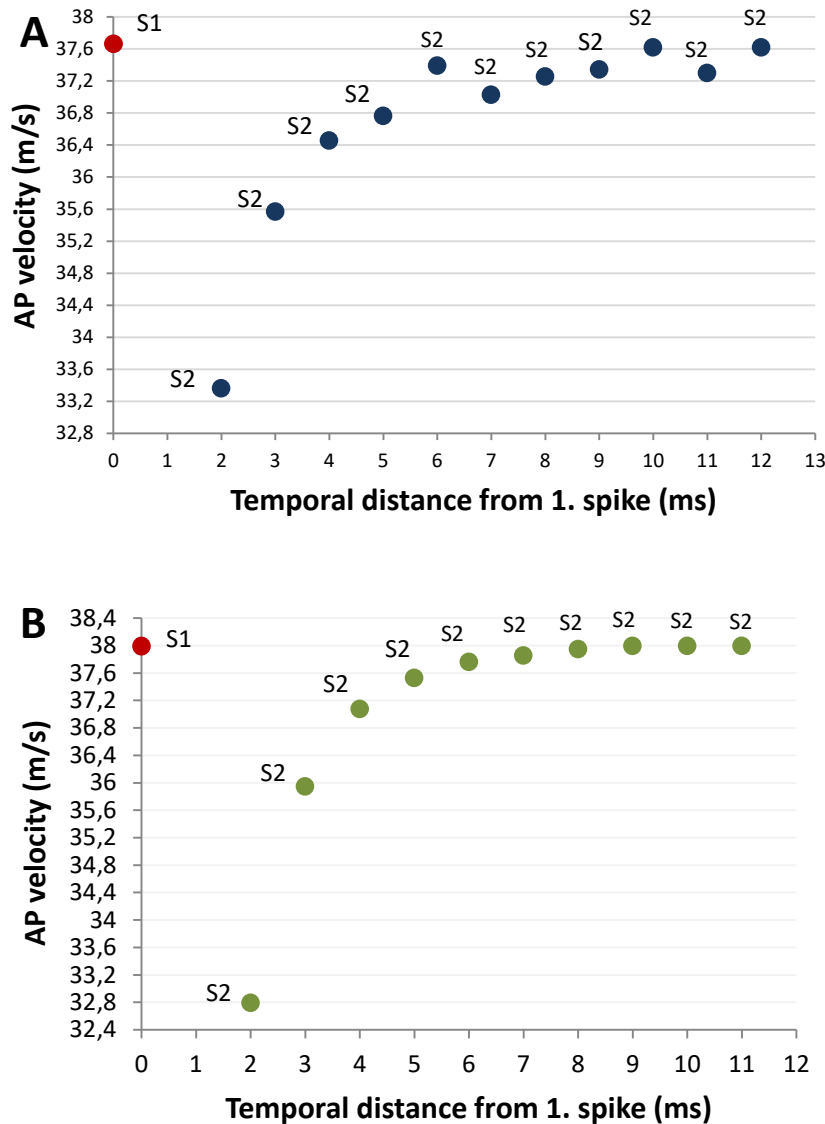 A
38
S1
37,6
S2
S2
S2
S2
S2
S2
S2
37,2
36,8
S2
36,4
S2
36
35,6
S2
35,2
34,8
34,4
34
33,6
S2
33,2
32,8
0 1 2 3 4 5 6 7 8 9 10 11 12 13
AP velocity (m/s)
Temporal distance from 1. spike (ms)
B
38,4
38
S1
S2
S2
S2
S2
S2
S2
S2
37,6
37,2
S2
36,8
36,4
36
S2
35,6
35,2
34,8
34,4
34
33,6
33,2
32,8
S2
32,4
0 1 2 3 4 5 6 7 8 9 10 11 12
AP velocity (m/s)
Temporal distance from 1. spike (ms)